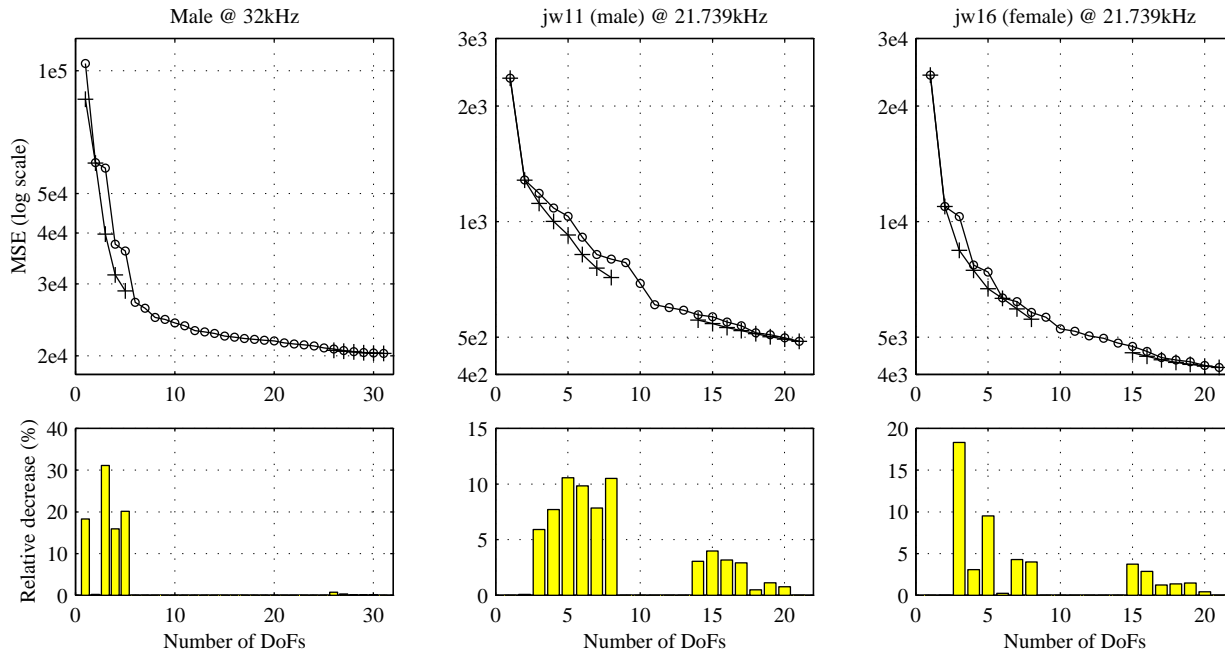 Male @ 32kHz
jw11 (male) @ 21.739kHz
jw16 (female) @ 21.739kHz
MSE (log scale)
1e5
5e4
4e4
3e4
2e4
0
10
20
30
3e3
2e3
1e3
5e2
4e2
0
5
10
15
20
3e4
2e4
1e4
5e3
4e3
0
5
10
15
20
Relative decrease (%)
40
30
20
10
0
0
10
20
30
Number of DoFs
15
10
5
0
0
5
10
15
20
Number of DoFs
20
15
10
5
0
0
5
10
15
20
Number of DoFs